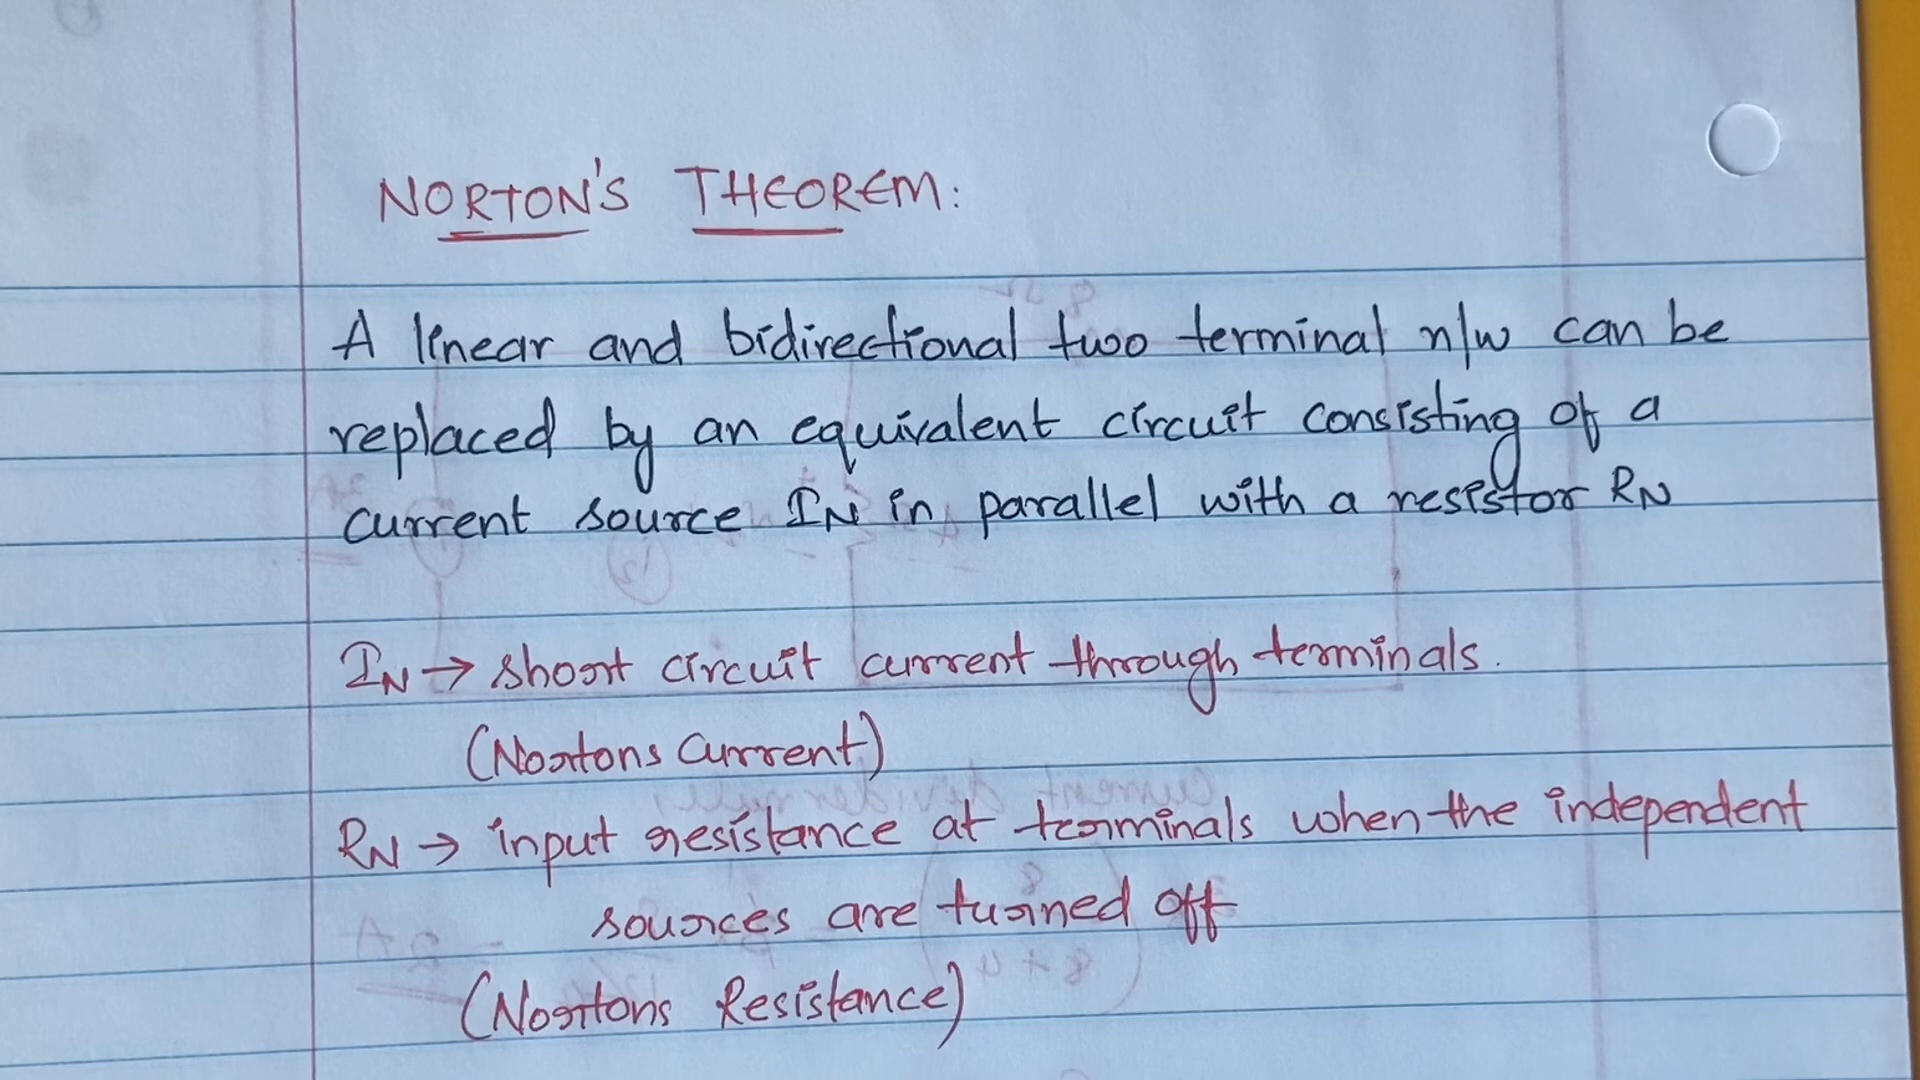 NORTON'S THEOREM:
A linear and bidirectional two terminal n/w can be
replaced by an equivalent circuit consisting of a
current source IN in parallel with a resistor RN
IN → short circuit current through terminals.
(Nortons Current)
RN → input resistance at terminals when the independent
sources are turned off
(Nortons Resistance)